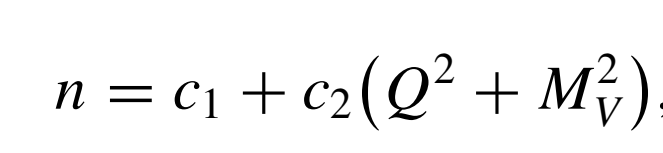 n = c₁ + c₂(Q² + M_V²),